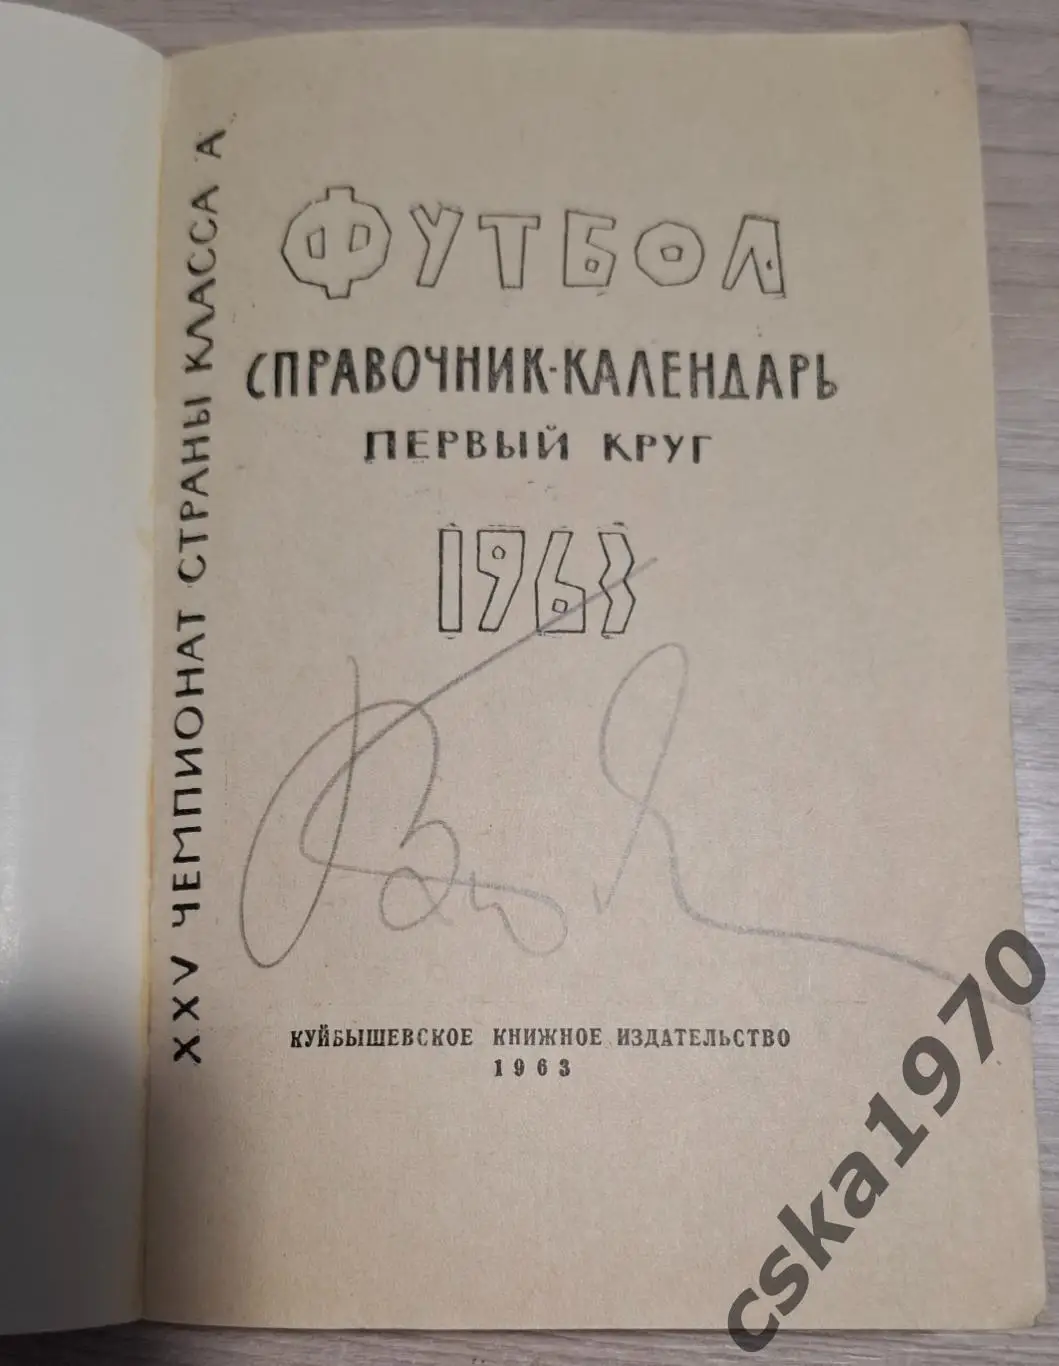 XXV ЧЕМПИОНАТ СТРАНЫ КЛАССА А
ФУТБОЛ
СПРАВОЧНИК-КАЛЕНДАРЬ
ПЕРВЫЙ КРУГ
1963
КУЙБЫШЕВСКОЕ КНИЖНОЕ ИЗДАТЕЛЬСТВО
1963
cska1970